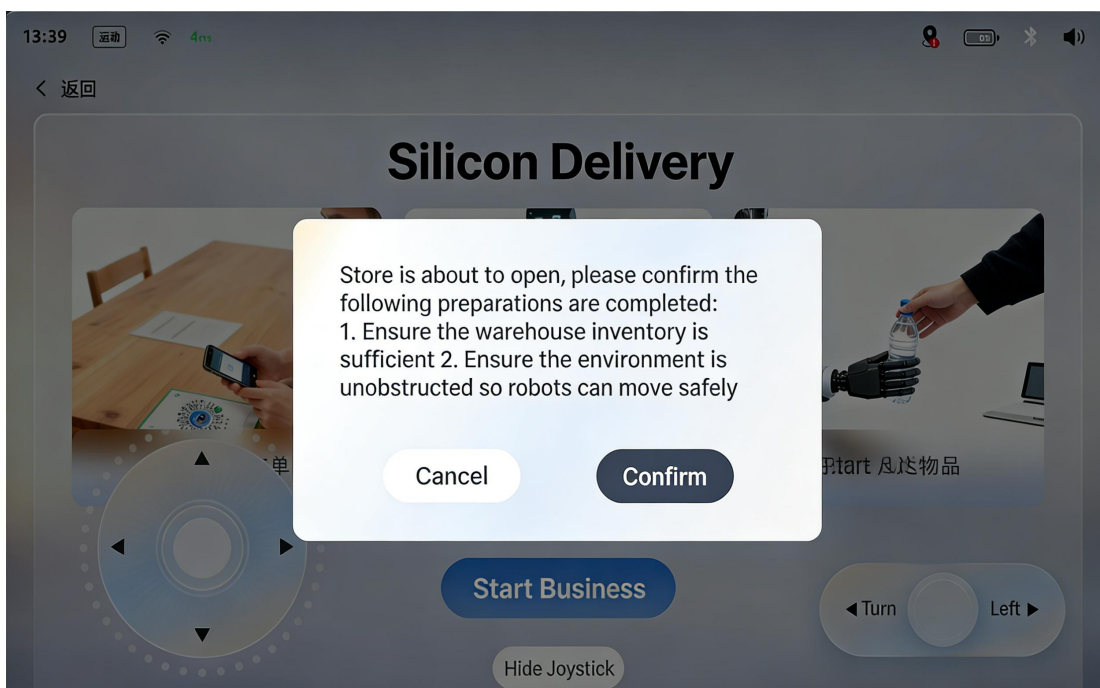 13:39 运动
返回
Silicon Delivery
Store is about to open, please confirm the
following preparations are completed:
1. Ensure the warehouse inventory is
sufficient 2. Ensure the environment is
unobstructed so robots can move safely
单
物品
Cancel
Confirm
Start Business
Turn
Left
Hide Joystick